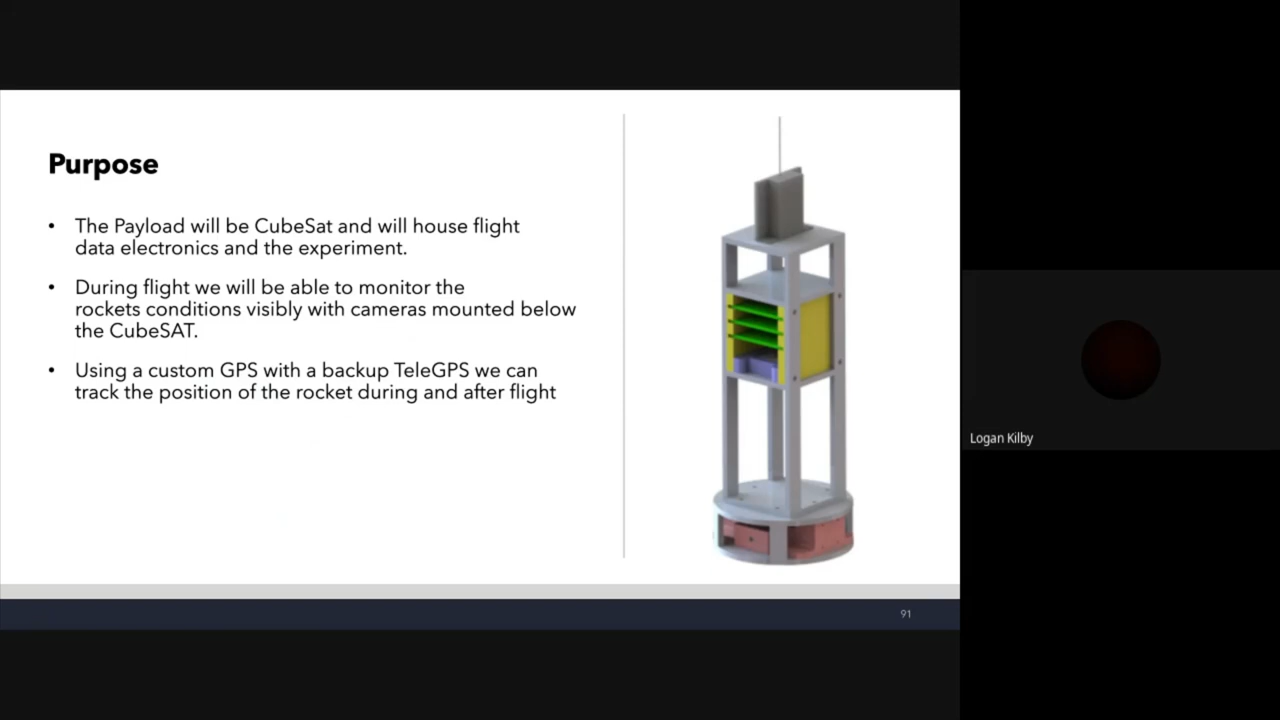 Purpose
• The Payload will be CubeSat and will house flight
data electronics and the experiment.
• During flight we will be able to monitor the
rockets conditions visibly with cameras mounted below
the CubeSAT.
• Using a custom GPS with a backup TeleGPS we can
track the position of the rocket during and after flight
91
Logan Kilby